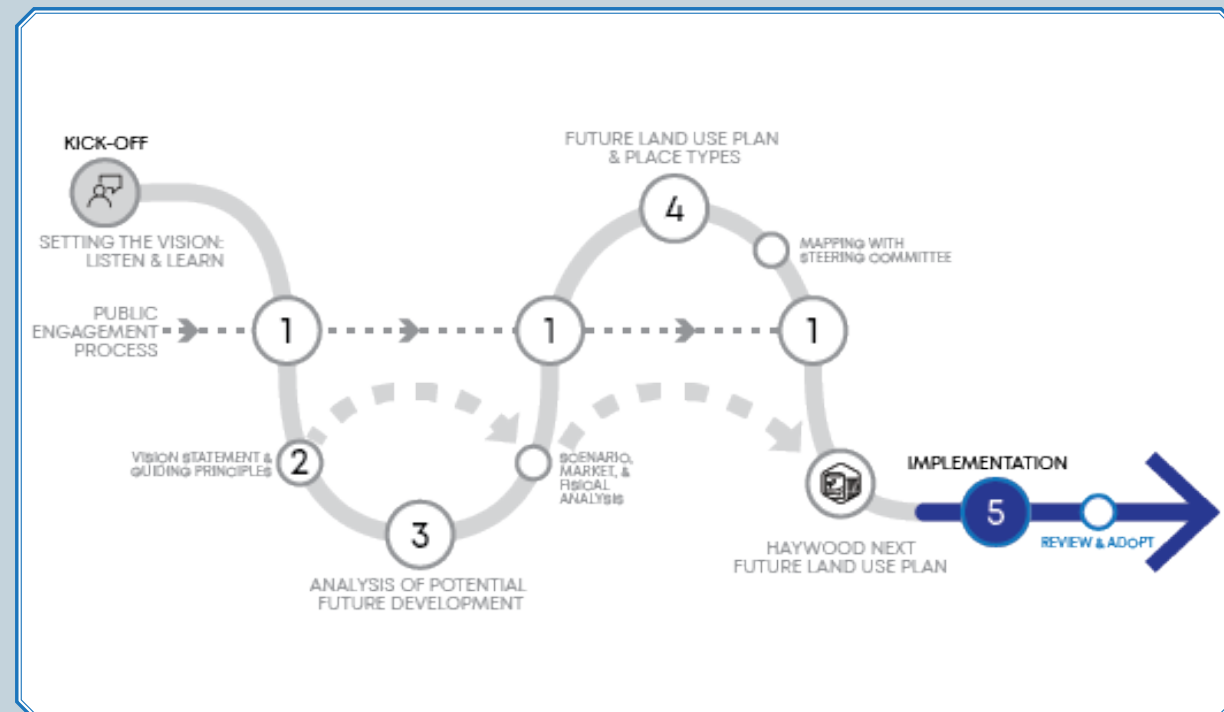 KICK-OFF
SETTING THE VISION:
LISTEN & LEARN
PUBLIC
ENGAGEMENT
PROCESS
1
VISION STATEMENT &
GUIDING PRINCIPLES
2
3
ANALYSIS OF POTENTIAL
FUTURE DEVELOPMENT
SCENARIO,
MARKET, &
FISICAL
ANALYSIS
1
FUTURE LAND USE PLAN
& PLACE TYPES
4
MAPPING WITH
STEERING COMMITTEE
1
HAYWOOD NEXT
FUTURE LAND USE PLAN
IMPLEMENTATION
5
REVIEW & ADOPT